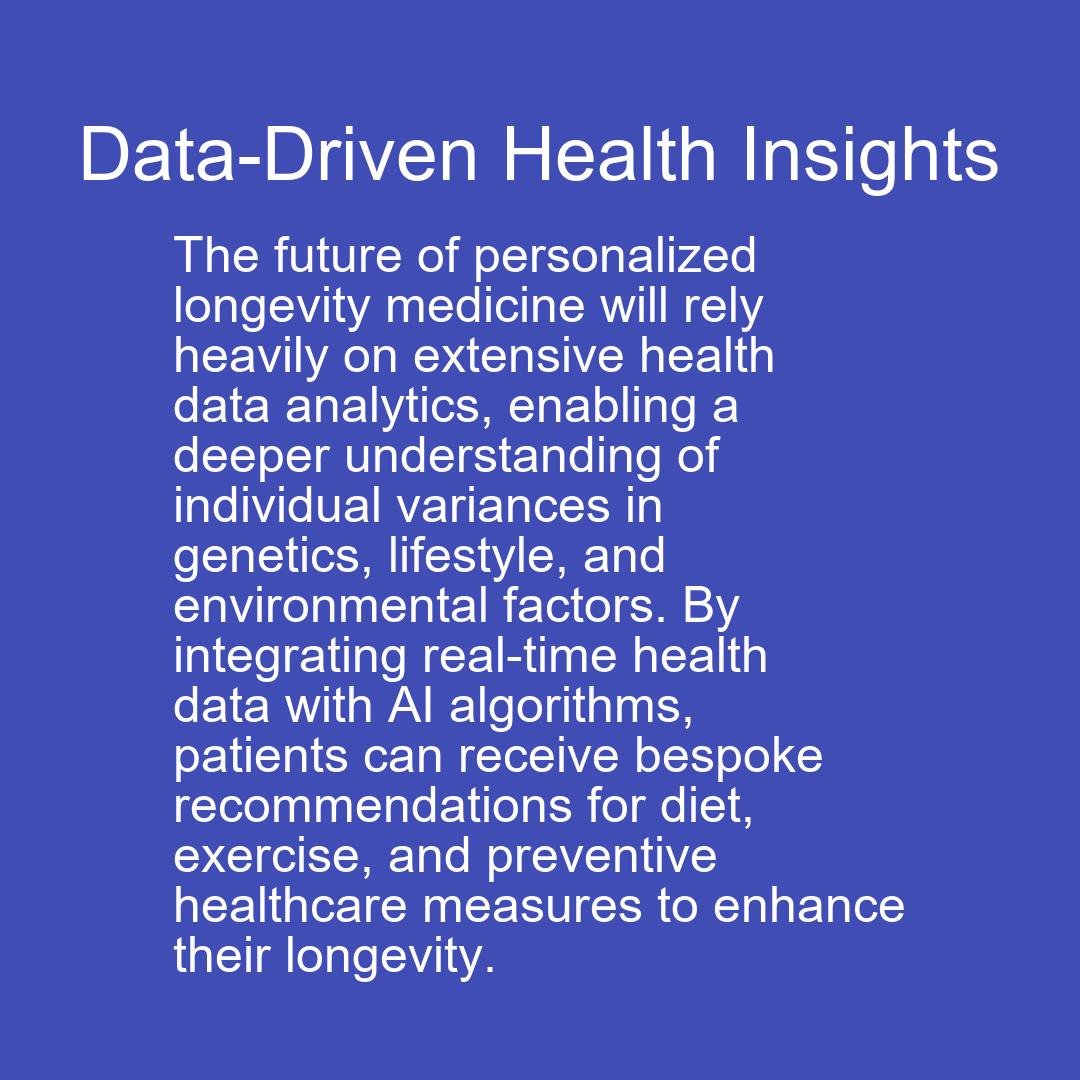 Data-Driven Health Insights
The future of personalized
longevity medicine will rely
heavily on extensive health
data analytics, enabling a
deeper understanding of
individual variances in
genetics, lifestyle, and
environmental factors. By
integrating real-time health
data with AI algorithms,
patients can receive bespoke
recommendations for diet,
exercise, and preventive
healthcare measures to enhance
their longevity.